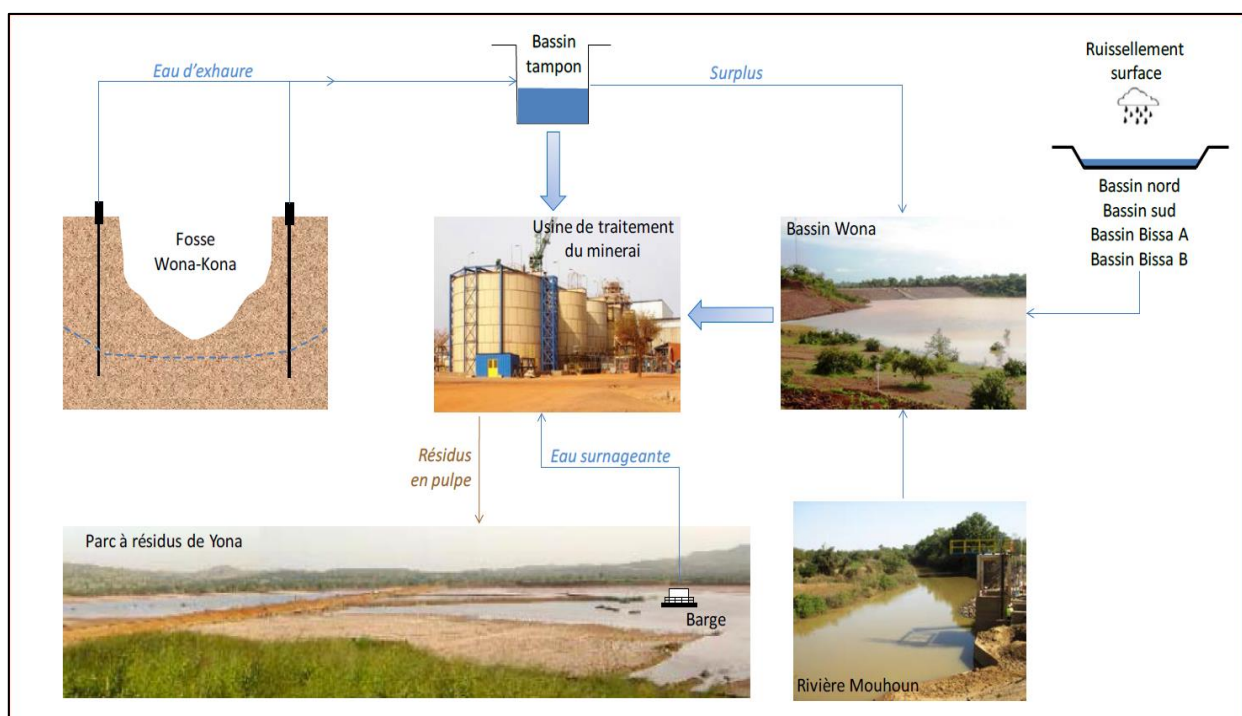 Bassin
tampon
Eau d'exhaure
Surplus
Ruissellement
surface
Bassin nord
Bassin sud
Bassin Bissa A
Bassin Bissa B
Fosse
Wona-Kona
Usine de traitement
du minerai
Bassin Wona
Résidus
en pulpe
Eau surnageante
Parc à résidus de Yona
Barge
Rivière Mouhoun